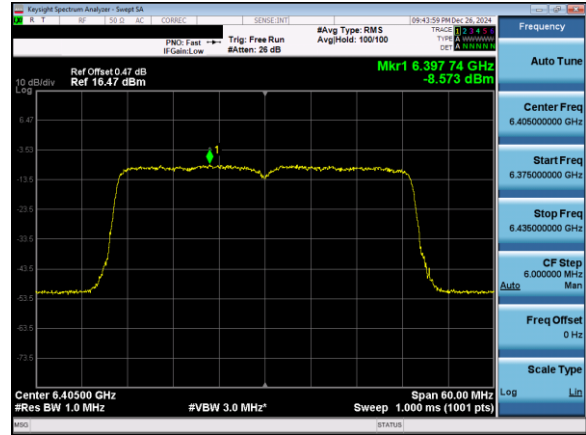 Keysight Spectrum Analyzer - Swept SA
R T RF 50 Ω AC CORREC SENSE:INT 09:43:59 PM Dec 26, 2024
PNO: Fast Trig: Free Run #Avg Type: RMS TRACE 1 2 3 4 5 6
IFGain:Low #Atten: 26 dB Avg|Hold: 100/100 TYPE A WWWWW
DET A NNNNN
Frequency
Auto Tune
Center Freq
6.405000000 GHz
Start Freq
6.375000000 GHz
Stop Freq
6.435000000 GHz
CF Step
6.000000 MHz
Auto Man
Freq Offset
0 Hz
Scale Type
Log Lin
Ref Offset 0.47 dB
10 dB/div Ref 16.47 dBm
Log
Mkr1 6.397 74 GHz
-8.573 dBm
1
6.47
-3.53
-13.5
-23.5
-33.5
-43.5
-53.5
-63.5
-73.5
Center 6.40500 GHz Span 60.00 MHz
#Res BW 1.0 MHz #VBW 3.0 MHz* Sweep 1.000 ms (1001 pts)
MSG STATUS